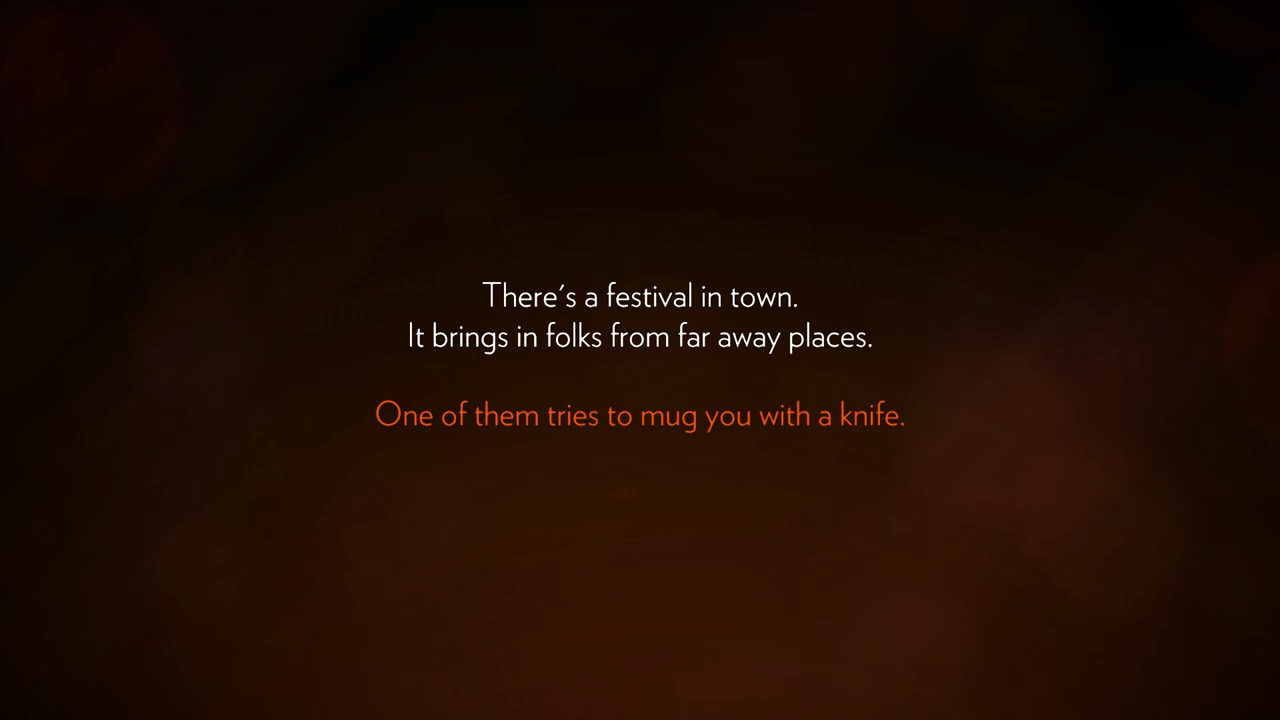 There's a festival in town.
It brings in folks from far away places.
One of them tries to mug you with a knife.